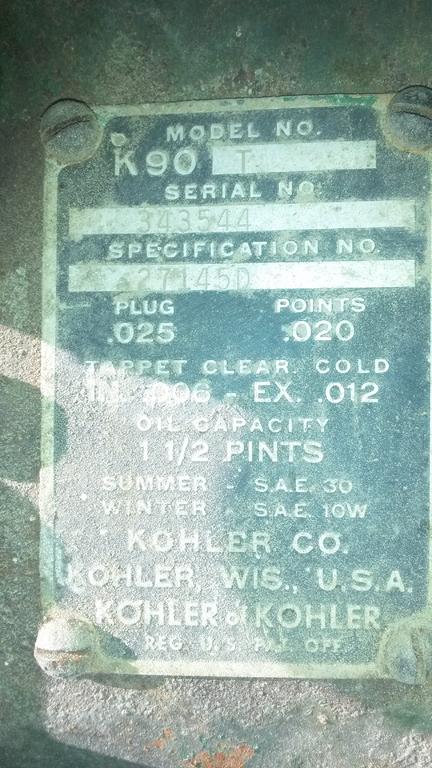 MODEL NO.
K90 T
SERIAL NO.
343544
SPECIFICATION NO.
27145D
PLUG POINTS
.025 .020
TAPPET CLEAR. COLD
IN. .006 - EX. .012
OIL CAPACITY
1 1/2 PINTS
SUMMER - S.A.E. 30
WINTER - S.A.E. 10W
KOHLER CO.
KOHLER, WIS., U.S.A.
KOHLER of KOHLER
REG. U.S. PAT. OFF.